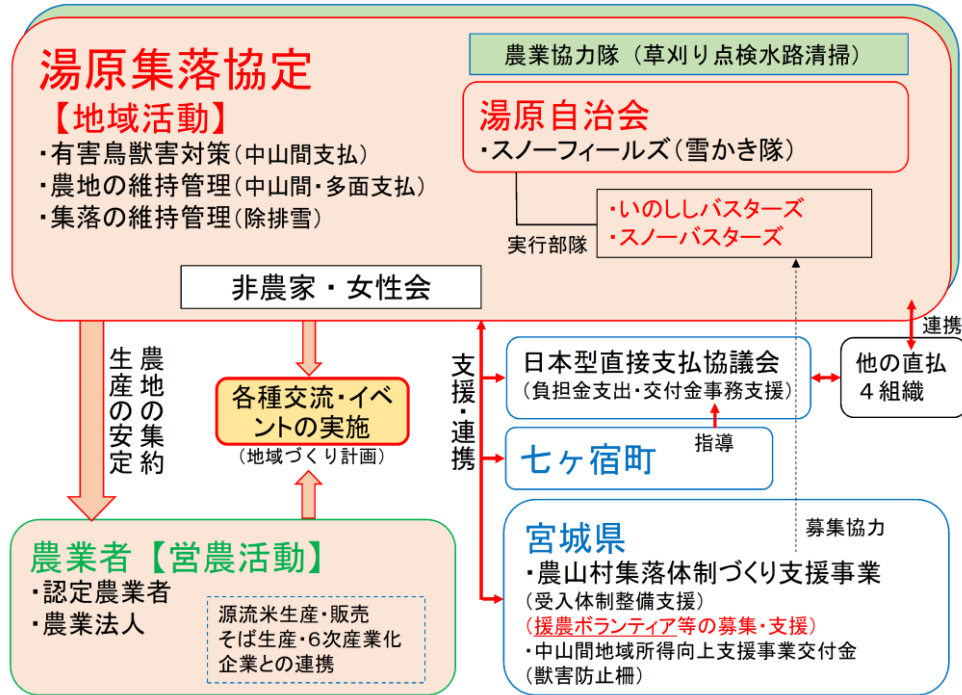 湯原集落協定
【地域活動】
・有害鳥獣害対策(中山間支払)
・農地の維持管理(中山間・多面支払)
・集落の維持管理(除排雪)
農業協力隊（草刈り点検水路清掃）
湯原自治会
・スノーフィールズ(雪かき隊)
実行部隊
・いのししバスターズ
・スノーバスターズ
非農家・女性会
農地の集約
生産の安定
各種交流・イベ
ントの実施
(地域づくり計画)
支援・連携
日本型直接支払協議会
(負担金支出・交付金事務支援)
連携
他の直払
４組織
七ヶ宿町
指導
農業者【営農活動】
・認定農業者
・農業法人
源流米生産・販売
そば生産・６次産業化
企業との連携
宮城県
募集協力
・農山村集落体制づくり支援事業
(受入体制整備支援)
(援農ボランティア等の募集・支援)
・中山間地域所得向上支援事業交付金
(獣害防止柵)